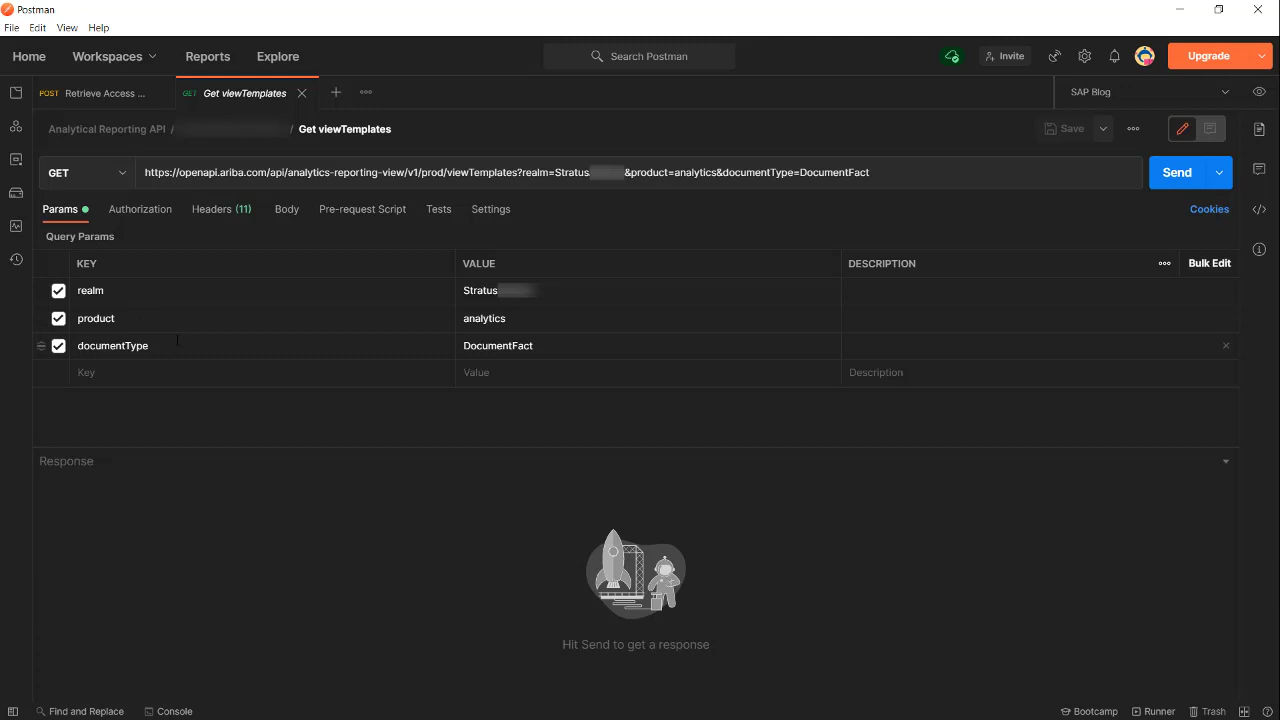 Postman
File Edit View Help
Home Workspaces Reports Explore Search Postman Invite Upgrade
POST Retrieve Access ... GET Get viewTemplates SAP Blog
Analytical Reporting API / / Get viewTemplates Save
GET https://openapi.ariba.com/api/analytics-reporting-view/v1/prod/viewTemplates?realm=Stratus &product=analytics&documentType=DocumentFact Send
Params Authorization Headers (11) Body Pre-request Script Tests Settings Cookies
Query Params
KEY VALUE DESCRIPTION Bulk Edit
realm Stratus
product analytics
documentType DocumentFact
Key Value Description
Response
Hit Send to get a response
Find and Replace Console Bootcamp Runner Trash